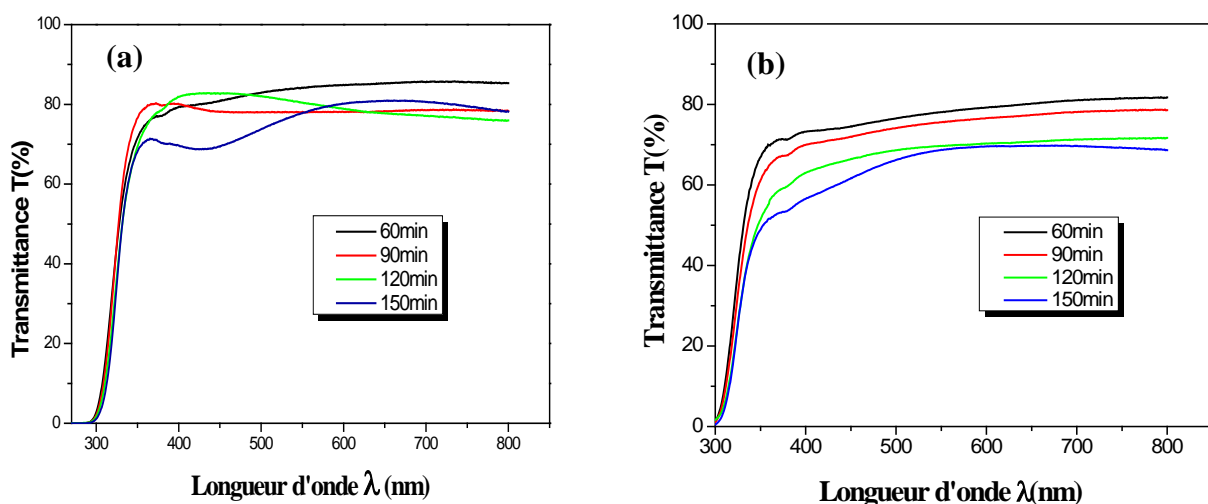 (a)
Transmittance T(%)
100
80
60
40
20
0
60min
90min
120min
150min
300 400 500 600 700 800
Longueur d'onde λ (nm)
(b)
Transmittance T(%)
100
80
60
40
20
0
60min
90min
120min
150min
300 400 500 600 700 800
Longueur d'onde λ(nm)